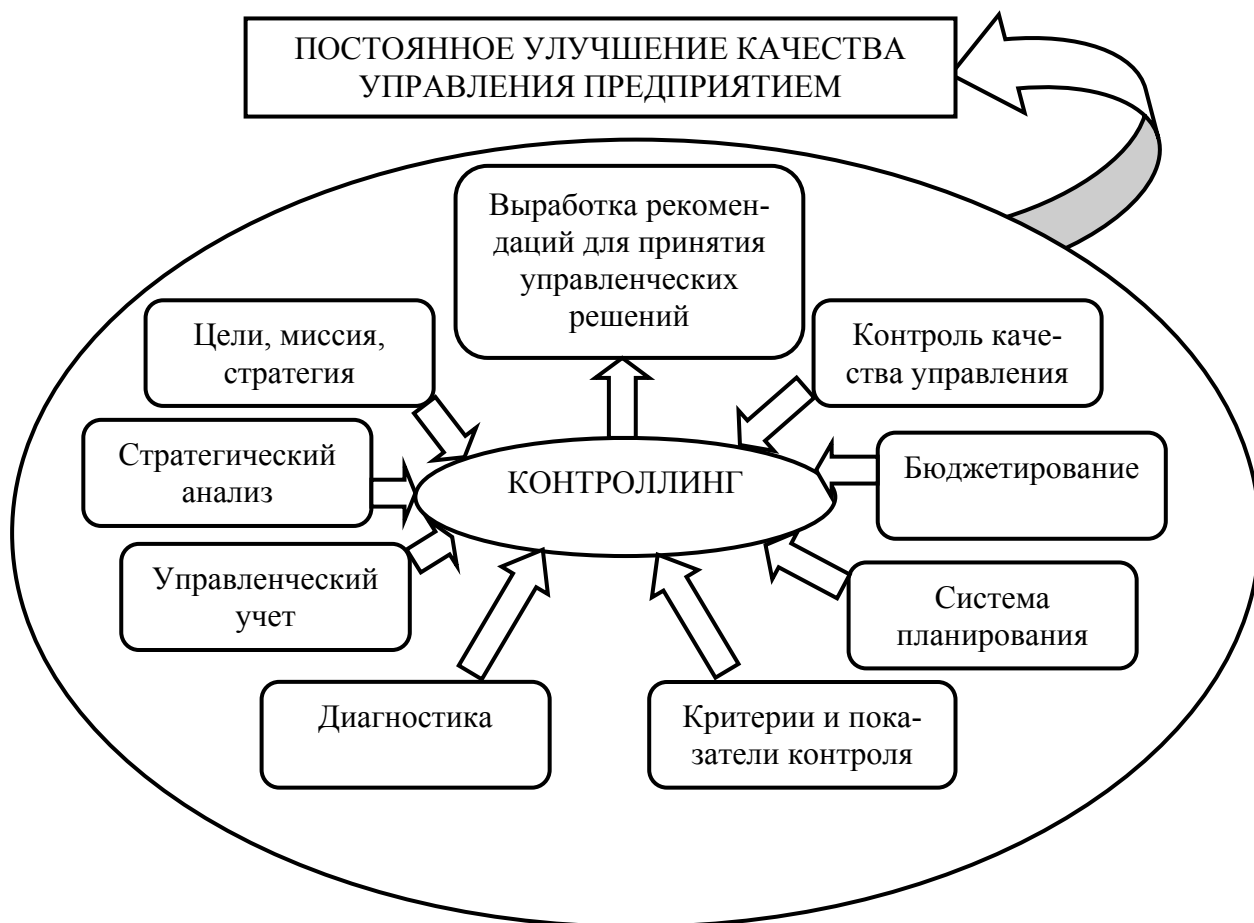 ПОСТОЯННОЕ УЛУЧШЕНИЕ КАЧЕСТВА
УПРАВЛЕНИЯ ПРЕДПРИЯТИЕМ
Выработка рекомен-
даций для принятия
управленческих
решений
Цели, миссия,
стратегия
Контроль каче-
ства управления
Стратегический
анализ
КОНТРОЛЛИНГ
Бюджетирование
Управленческий
учет
Система
планирования
Диагностика
Критерии и пока-
затели контроля